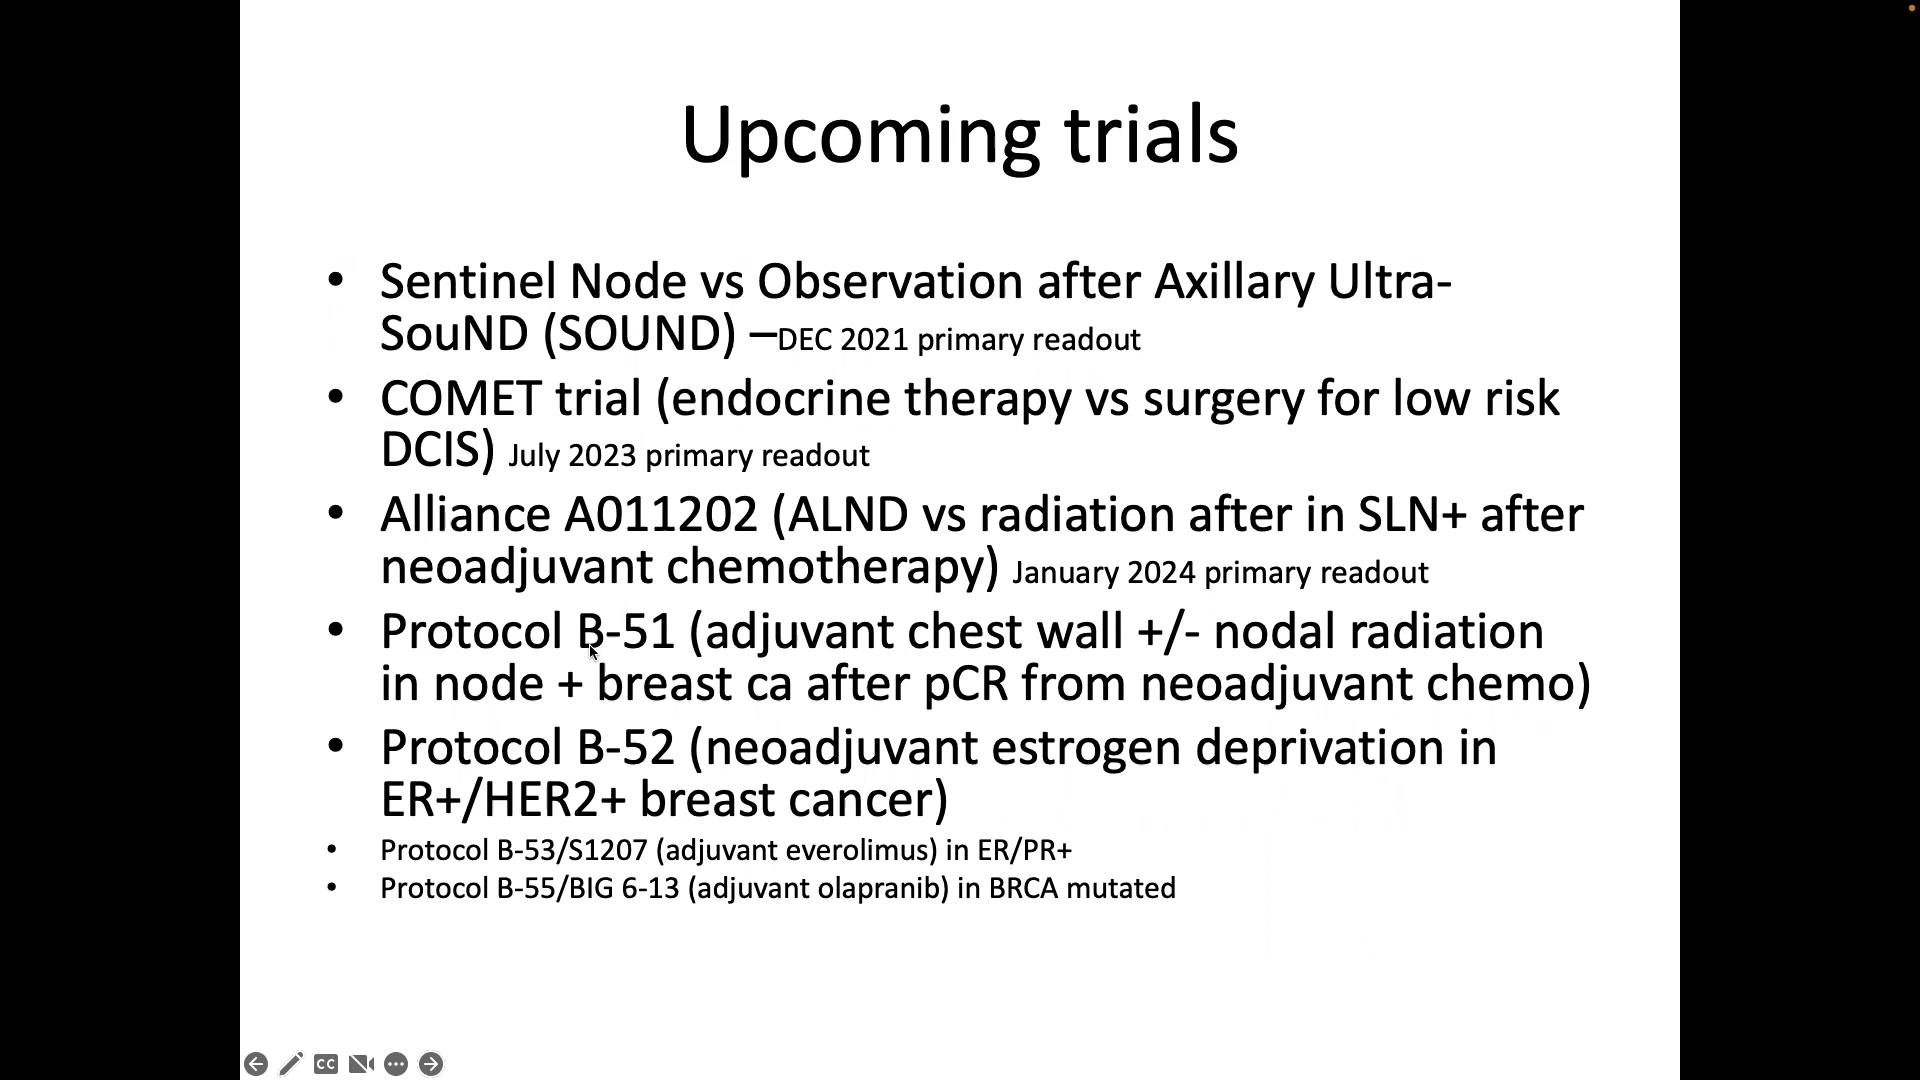 Upcoming trials
• Sentinel Node vs Observation after Axillary Ultra-
SouND (SOUND) –DEC 2021 primary readout
• COMET trial (endocrine therapy vs surgery for low risk
DCIS) July 2023 primary readout
• Alliance A011202 (ALND vs radiation after in SLN+ after
neoadjuvant chemotherapy) January 2024 primary readout
• Protocol B-51 (adjuvant chest wall +/- nodal radiation
in node + breast ca after pCR from neoadjuvant chemo)
• Protocol B-52 (neoadjuvant estrogen deprivation in
ER+/HER2+ breast cancer)
• Protocol B-53/S1207 (adjuvant everolimus) in ER/PR+
• Protocol B-55/BIG 6-13 (adjuvant olapranib) in BRCA mutated
CC